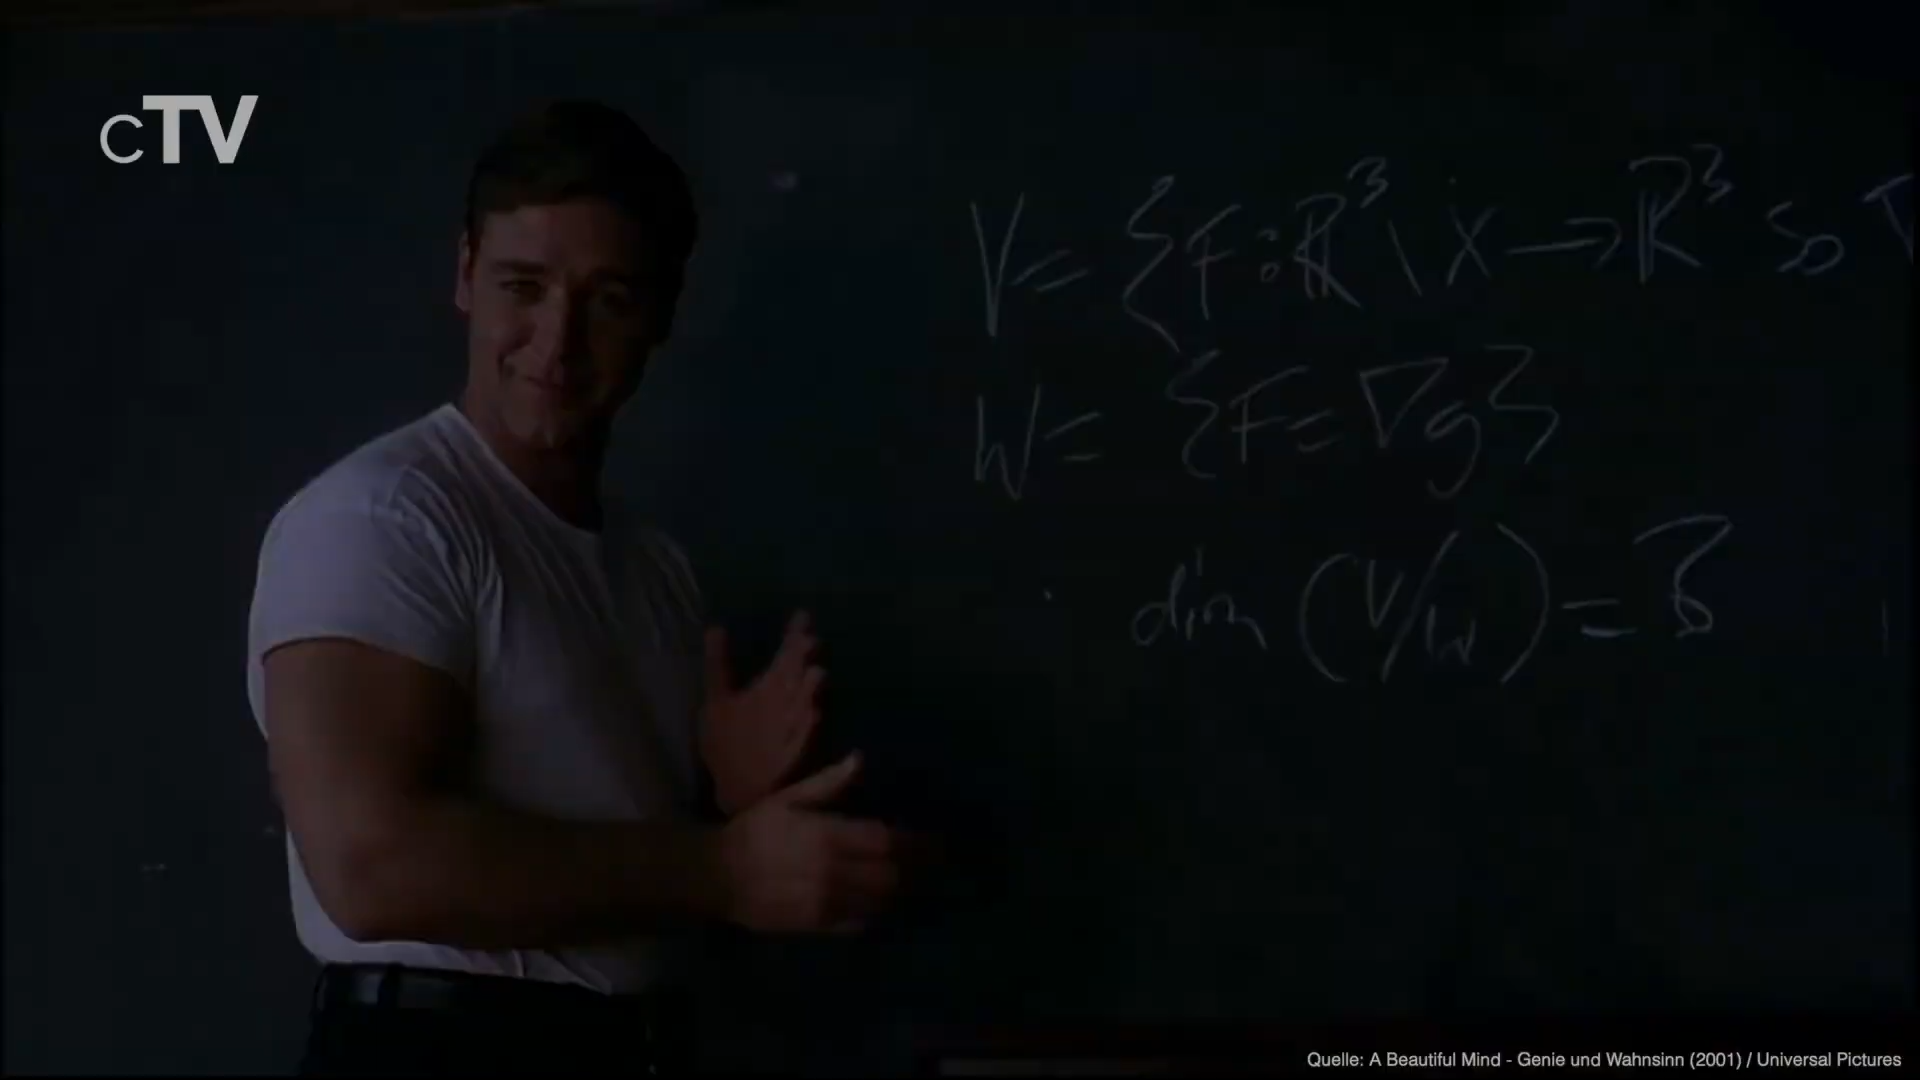 cTV
V = {F: ℝ³ \ X → ℝ³ so ∇
W = {F = ∇g}
dim (V/W) = 8
Quelle: A Beautiful Mind - Genie und Wahnsinn (2001) / Universal Pictures